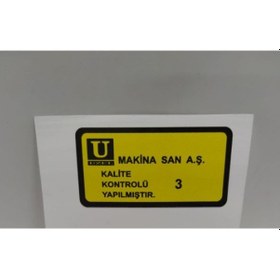 U MAKİNA SAN A.Ş.
KALİTE
KONTROLÜ 3
YAPILMIŞTIR.